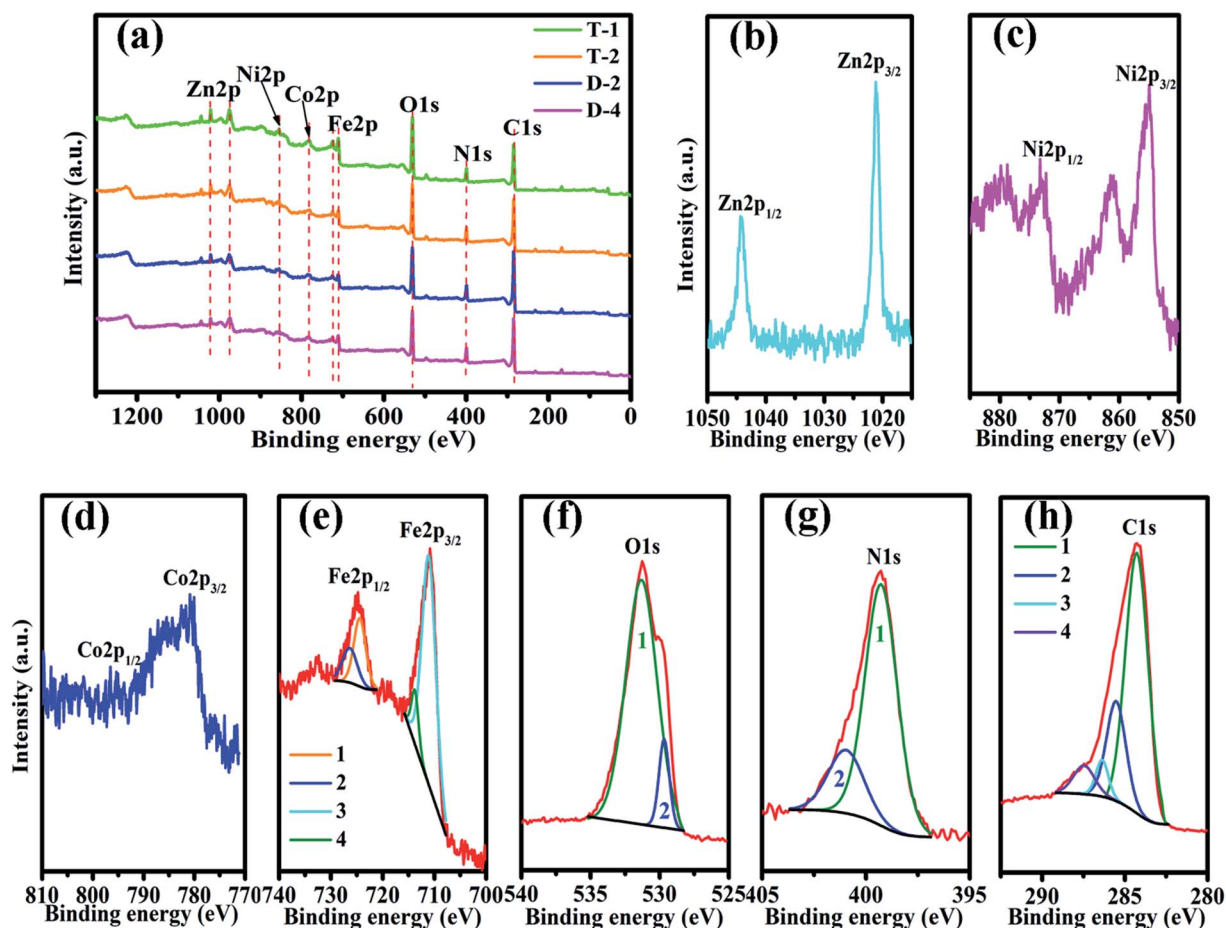 (a)
T-1
T-2
D-2
D-4
Zn2p
Ni2p
Co2p
Fe2p
O1s
N1s
C1s
Intensity (a.u.)
1200 1000 800 600 400 200 0
Binding energy (eV)
(b)
Zn2p3/2
Zn2p1/2
Intensity (a.u.)
1050 1040 1030 1020
Binding energy (eV)
(c)
Ni2p3/2
Ni2p1/2
Intensity (a.u.)
880 870 860 850
Binding energy (eV)
(d)
Co2p3/2
Co2p1/2
Intensity (a.u.)
810 800 790 780 770
Binding energy (eV)
(e)
Fe2p3/2
Fe2p1/2
1
2
3
4
740 730 720 710 700
Binding energy (eV)
(f)
O1s
1
2
540 535 530 525
Binding energy (eV)
(g)
N1s
1
2
405 400 395
Binding energy (eV)
(h)
C1s
1
2
3
4
290 285 280
Binding energy (eV)